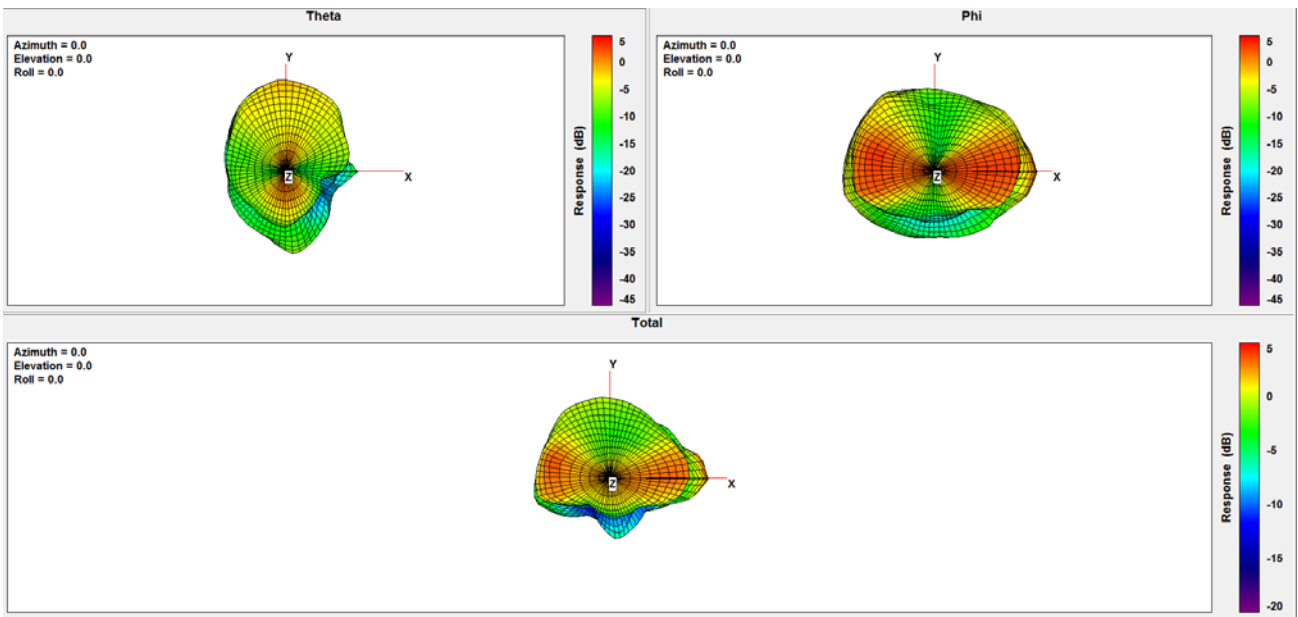 Theta
Azimuth = 0.0
Elevation = 0.0
Roll = 0.0
Y
X
Z
Response (dB)
5
0
-5
-10
-15
-20
-25
-30
-35
-40
-45
Phi
Azimuth = 0.0
Elevation = 0.0
Roll = 0.0
Y
X
Z
Response (dB)
5
0
-5
-10
-15
-20
-25
-30
-35
-40
-45
Total
Azimuth = 0.0
Elevation = 0.0
Roll = 0.0
Y
X
Z
Response (dB)
5
0
-5
-10
-15
-20